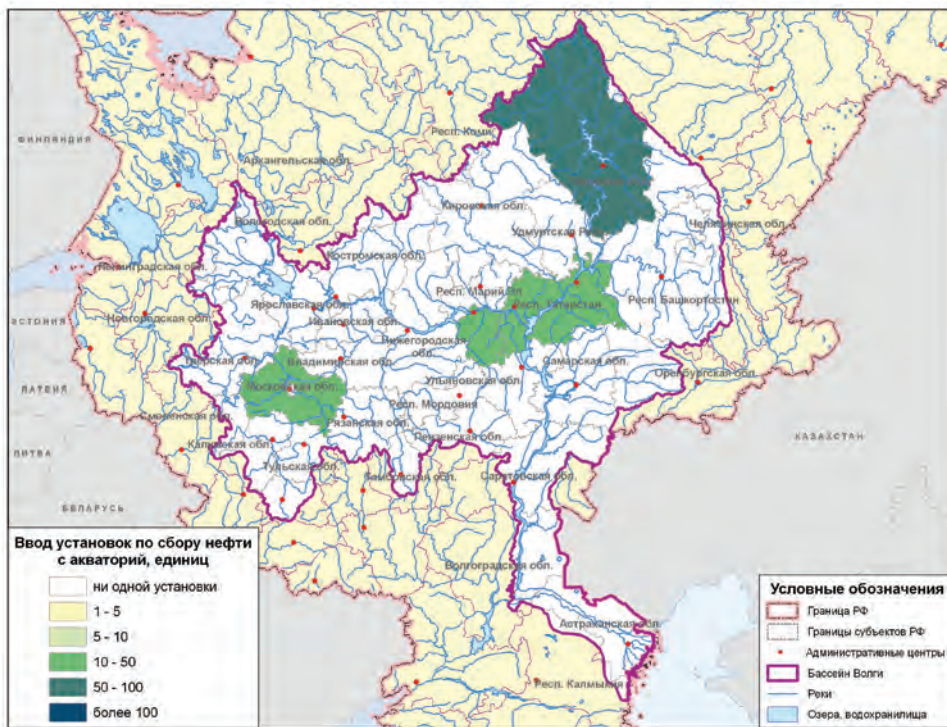 ФИНЛЯНДИЯ
Респ. Коми
Архангельская обл.
Вологодская обл.
Кировская обл.
Удмуртская Респ.
Челябинская обл.
Ленинградская обл.
Костромская обл.
Респ. Марий Эл
Респ. Татарстан
Респ. Башкортостан
Ярославская обл.
Ивановская обл.
ЭСТОНИЯ
Новгородская обл.
Нижегородская
обл.
Тверская обл.
Владимирская обл.
Самарская обл.
Оренбургская обл.
Ульяновская обл.
ЛАТВИЯ
Московская обл.
Респ. Мордовия
Смоленская обл.
Рязанская обл.
Пензенская обл.
КАЗАХСТАН
Калужская обл.
ЛИТВА
Тульская обл.
Тамбовская обл.
Саратовская обл.
БЕЛАРУСЬ
Волгоградская обл.
Астраханская обл.
Респ. Калмыкия
Ввод установок по сбору нефти
с акваторий, единиц
ни одной установки
1 - 5
5 - 10
10 - 50
50 - 100
более 100
Условные обозначения
Граница РФ
Границы субъектов РФ
Административные центры
Бассейн Волги
Реки
Озера, водохранилища